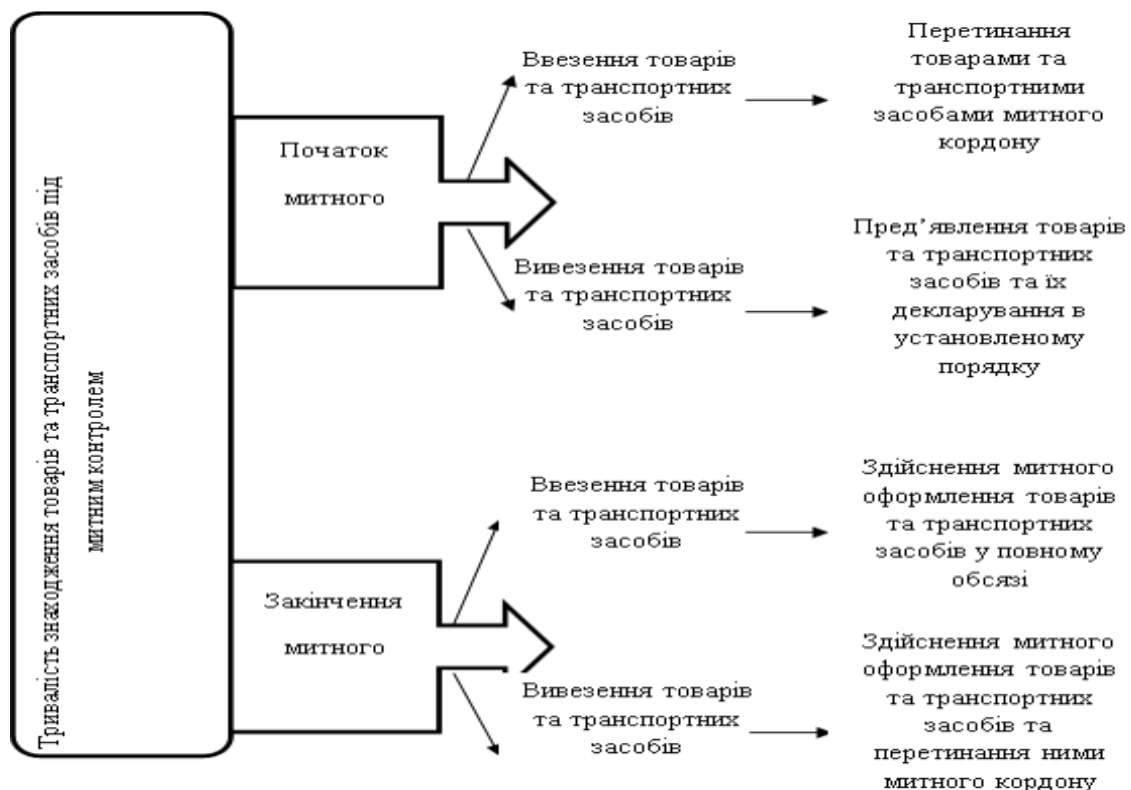 Тривалість знаходження товарів та транспортних засобів під
митним контролем
Початок
митного
Ввезення товарів
та транспортних
засобів
Перетинання
товарами та
транспортними
засобами митного
кордону
Вивезення товарів
та транспортних
засобів
Пред’явлення товарів
та транспортних
засобів та їх
декларування в
установленому
порядку
Закінчення
митного
Ввезення товарів
та транспортних
засобів
Здійснення митного
оформлення товарів
та транспортних
засобів у повному
обсязі
Вивезення товарів
та транспортних
засобів
Здійснення митного
оформлення товарів
та транспортних
засобів та
перетинання ними
митного кордону